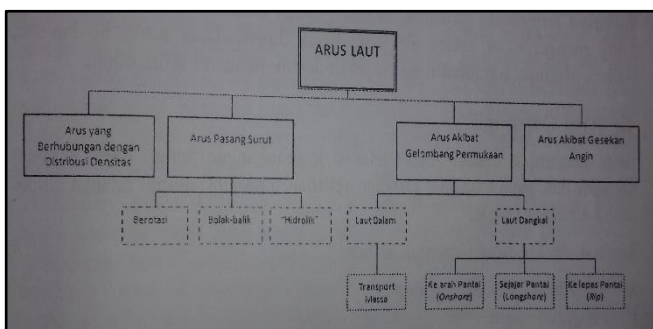 ARUS LAUT
Arus yang
Berhubungan dengan
Distribusi Densitas
Arus Pasang Surut
Arus Akibat
Gelombang Permukaan
Arus Akibat Gesekan
Angin
Berotasi
Bolak-balik
"Hidrolik"
Laut Dalam
Laut Dangkal
Transport
Massa
Ke arah Pantai
(Onshore)
Sejajar Pantai
(Longshore)
Ke lepas Pantai
(Rip)